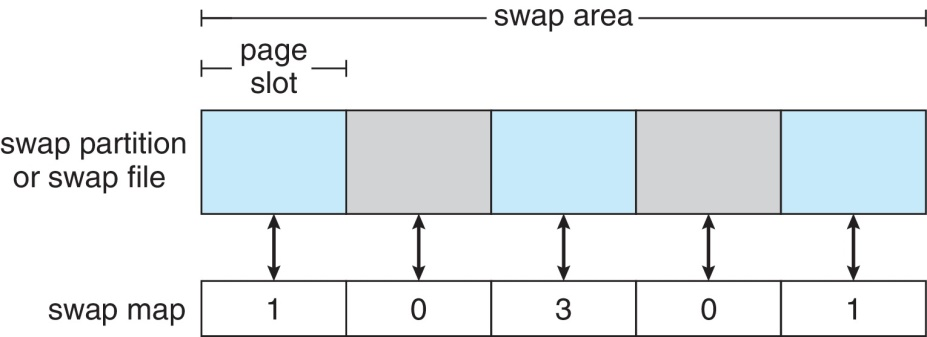 swap area
page
slot
swap partition
or swap file
swap map 1 0 3 0 1